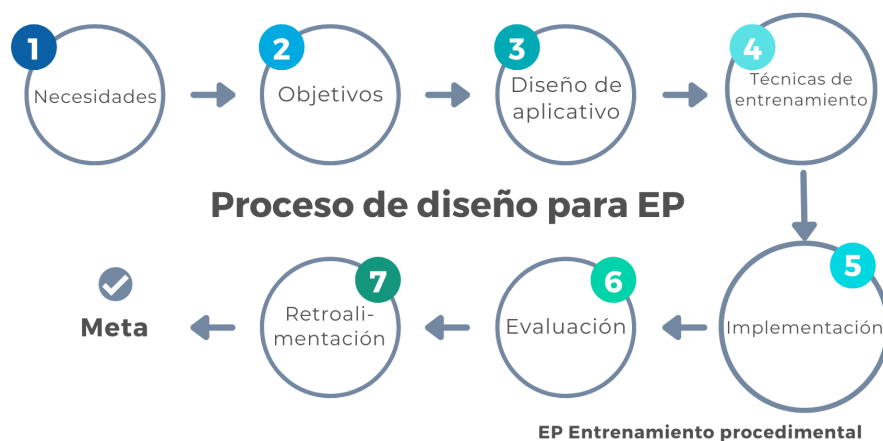 1
Necesidades
2
Objetivos
3
Diseño de
aplicativo
4
Técnicas de
entrenamiento
Proceso de diseño para EP
5
Implementación
6
Evaluación
7
Retroali-
mentación
Meta
EP Entrenamiento procedimental